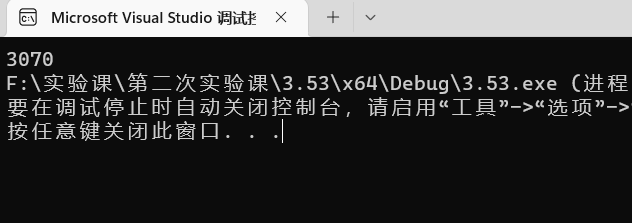 Microsoft Visual Studio 调试控
3070
F:\实验课\第二次实验课\3.53\x64\Debug\3.53.exe (进程
要在调试停止时自动关闭控制台，请启用“工具”->“选项”->
按任意键关闭此窗口. . .